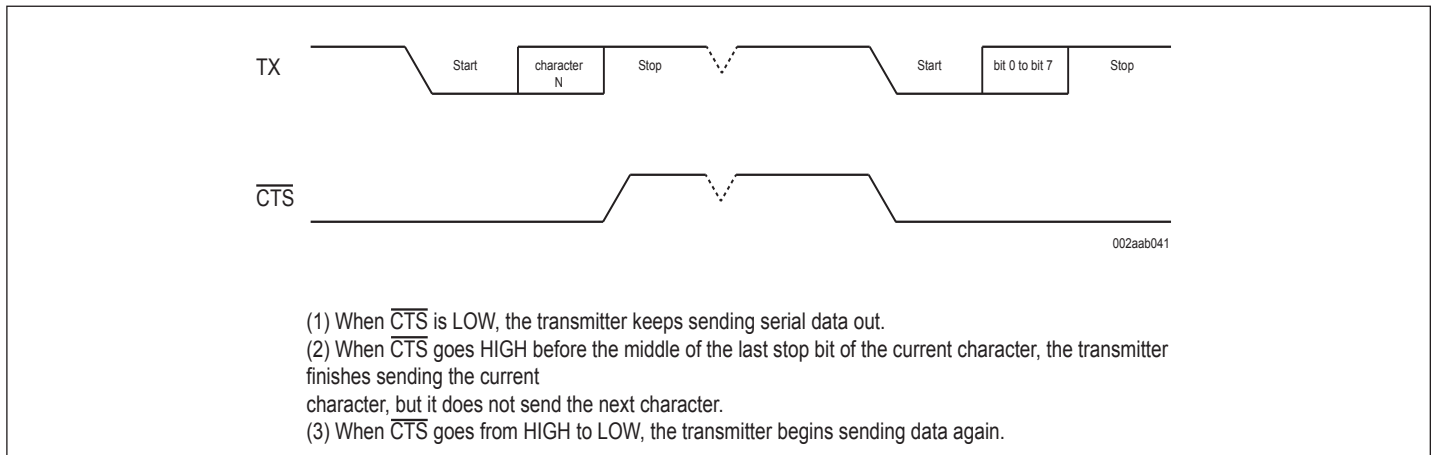 TX
Start
character
N
Stop
Start
bit 0 to bit 7
Stop
CTS
002aab041
(1) When CTS is LOW, the transmitter keeps sending serial data out.
(2) When CTS goes HIGH before the middle of the last stop bit of the current character, the transmitter
finishes sending the current
character, but it does not send the next character.
(3) When CTS goes from HIGH to LOW, the transmitter begins sending data again.